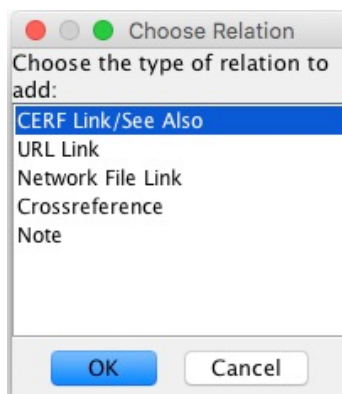 Choose Relation
Choose the type of relation to
add:
CERF Link/See Also
URL Link
Network File Link
Crossreference
Note
OK Cancel